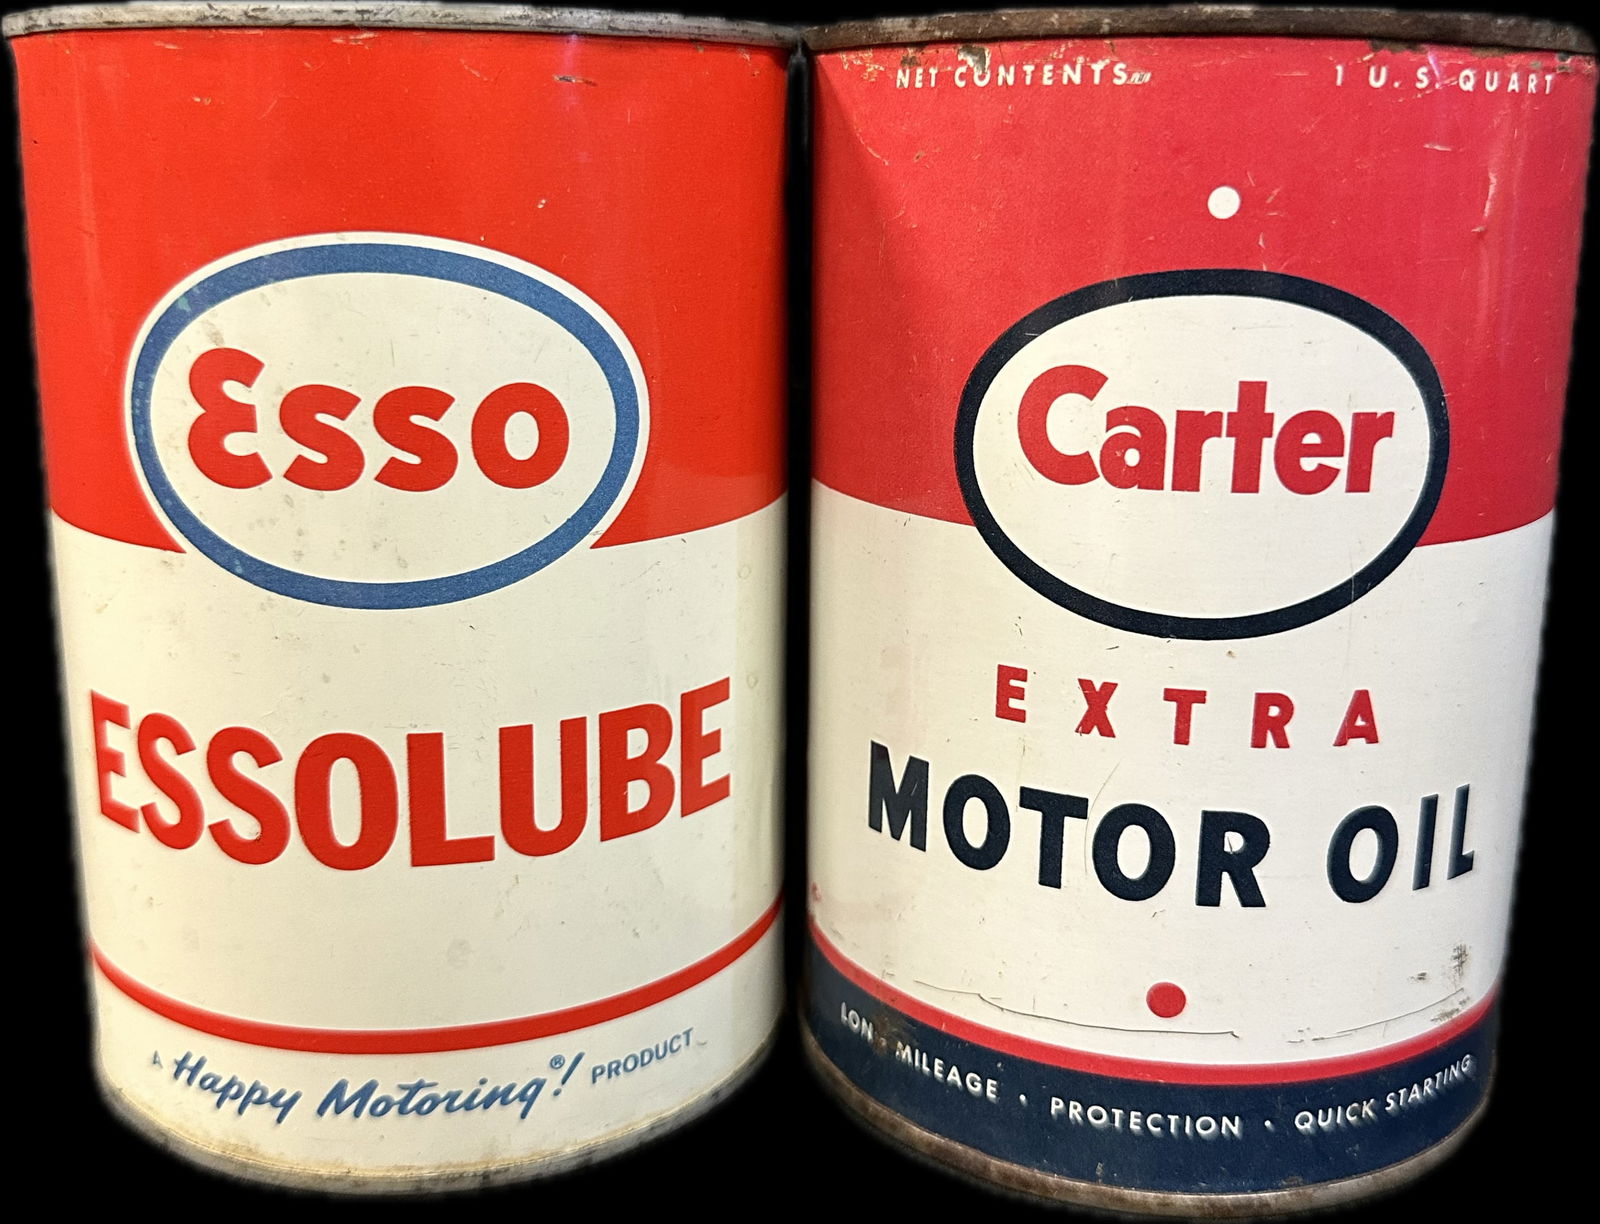 Esso
ESSOLUBE
A Happy Motoring®! PRODUCT
NET CONTENTS
1 U. S. QUART
Carter
EXTRA
MOTOR OIL
MILEAGE • PROTECTION • QUICK STARTING